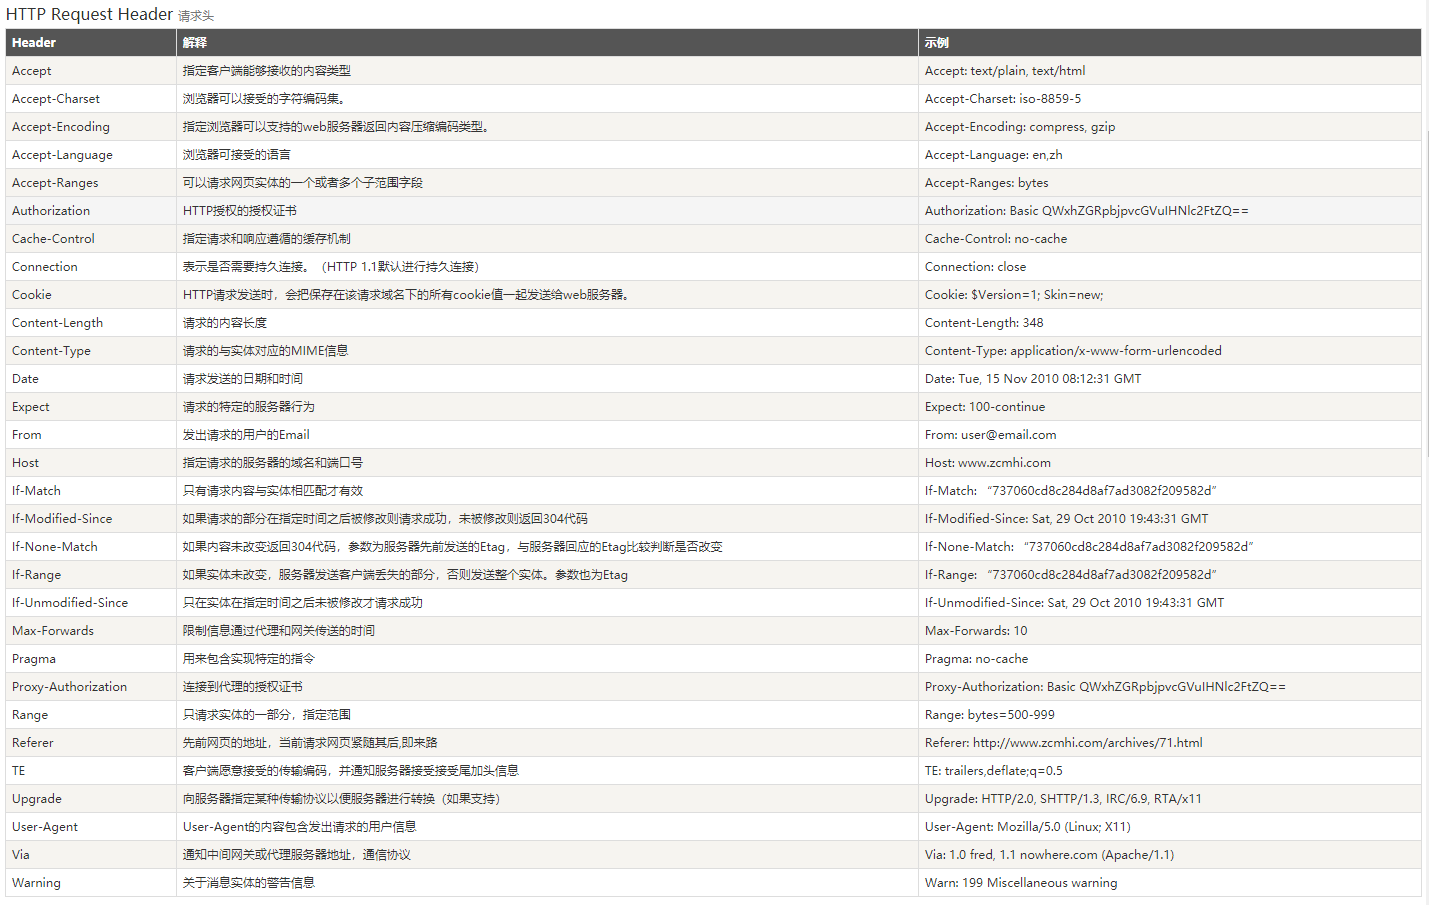 HTTP Request Header 请求头
Header 解释 示例
Accept 指定客户端能够接收的内容类型 Accept: text/plain, text/html
Accept-Charset 浏览器可以接受的字符编码集。 Accept-Charset: iso-8859-5
Accept-Encoding 指定浏览器可以支持的web服务器返回内容压缩编码类型。 Accept-Encoding: compress, gzip
Accept-Language 浏览器可接受的语言 Accept-Language: en,zh
Accept-Ranges 可以请求网页实体的一个或者多个子范围字段 Accept-Ranges: bytes
Authorization HTTP授权的授权证书 Authorization: Basic QWxhZGRpbjpvcGVuIHNlc2FtZQ==
Cache-Control 指定请求和响应遵循的缓存机制 Cache-Control: no-cache
Connection 表示是否需要持久连接。（HTTP 1.1默认进行持久连接） Connection: close
Cookie HTTP请求发送时，会把保存在该请求域名下的所有cookie值一起发送给web服务器。 Cookie: $Version=1; Skin=new;
Content-Length 请求的内容长度 Content-Length: 348
Content-Type 请求的与实体对应的MIME信息 Content-Type: application/x-www-form-urlencoded
Date 请求发送的日期和时间 Date: Tue, 15 Nov 2010 08:12:31 GMT
Expect 请求的特定的服务器行为 Expect: 100-continue
From 发出请求的用户的Email From: user@email.com
Host 指定请求的服务器的域名和端口号 Host: www.zcmhi.com
If-Match 只有请求内容与实体相匹配才有效 If-Match: “737060cd8c284d8af7ad3082f209582d”
If-Modified-Since 如果请求的部分在指定时间之后被修改则请求成功，未被修改则返回304代码 If-Modified-Since: Sat, 29 Oct 2010 19:43:31 GMT
If-None-Match 如果内容未改变返回304代码，参数为服务器先前发送的Etag，与服务器回应的Etag比较判断是否改变 If-None-Match: “737060cd8c284d8af7ad3082f209582d”
If-Range 如果实体未改变，服务器发送客户端丢失的部分，否则发送整个实体。参数也为Etag If-Range: “737060cd8c284d8af7ad3082f209582d”
If-Unmodified-Since 只在实体在指定时间之后未被修改才请求成功 If-Unmodified-Since: Sat, 29 Oct 2010 19:43:31 GMT
Max-Forwards 限制信息通过代理和网关传送的时间 Max-Forwards: 10
Pragma 用来包含实现特定的指令 Pragma: no-cache
Proxy-Authorization 连接到代理的授权证书 Proxy-Authorization: Basic QWxhZGRpbjpvcGVuIHNlc2FtZQ==
Range 只请求实体的一部分，指定范围 Range: bytes=500-999
Referer 先前网页的地址，当前请求网页紧随其后,即来路 Referer: http://www.zcmhi.com/archives/71.html
TE 客户端愿意接受的传输编码，并通知服务器接受接受尾加头信息 TE: trailers,deflate;q=0.5
Upgrade 向服务器指定某种传输协议以便服务器进行转换（如果支持） Upgrade: HTTP/2.0, SHTTP/1.3, IRC/6.9, RTA/x11
User-Agent User-Agent的内容包含发出请求的用户信息 User-Agent: Mozilla/5.0 (Linux; X11)
Via 通知中间网关或代理服务器地址，通信协议 Via: 1.0 fred, 1.1 nowhere.com (Apache/1.1)
Warning 关于消息实体的警告信息 Warn: 199 Miscellaneous warning